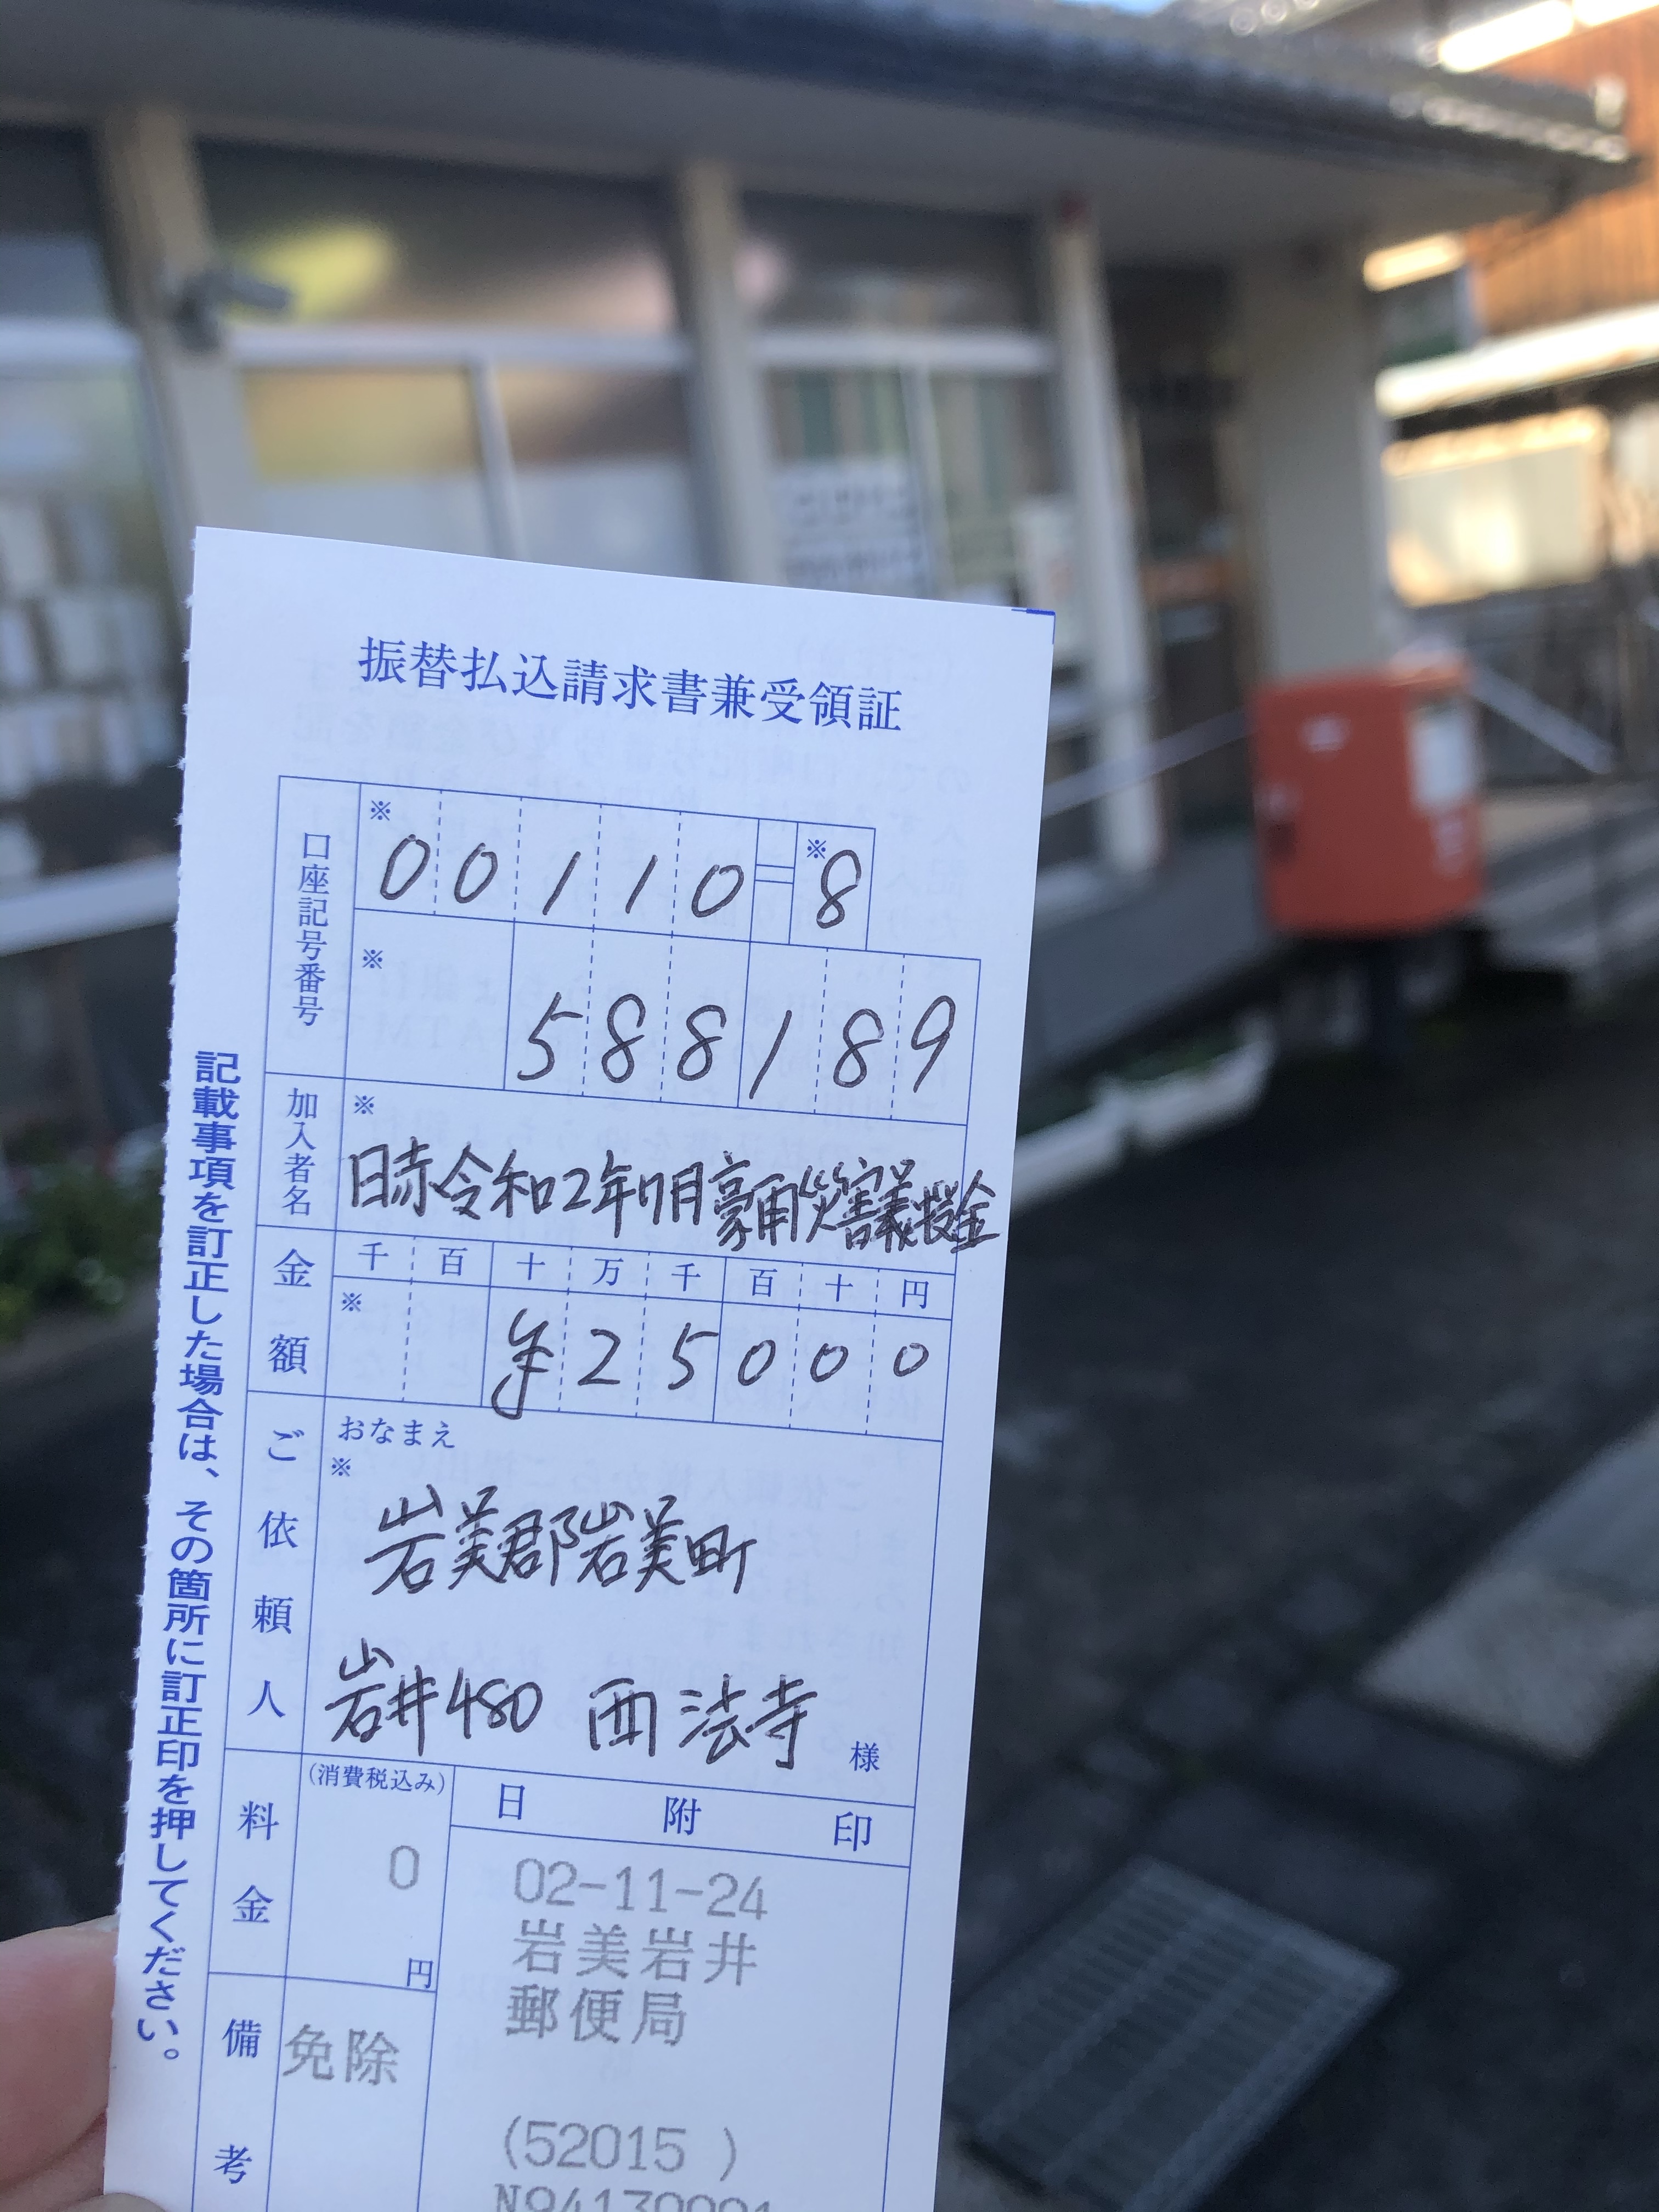 振替払込請求書兼受領証
口座記号番号
※ 00110=※8
※ 588189
加入者名
※
日赤令和2年7月豪雨災害義援金
金額
千 百 十 万 千 百 十 円
※ ¥25000
ご依頼人
おなまえ
※
岩美郡岩美町
岩井480 西法寺 様
料金
(消費税込み)
0
円
日附印
02-11-24
岩美岩井
郵便局
備考
免除
(52015 )
記載事項を訂正した場合は、その箇所に訂正印を押してください。